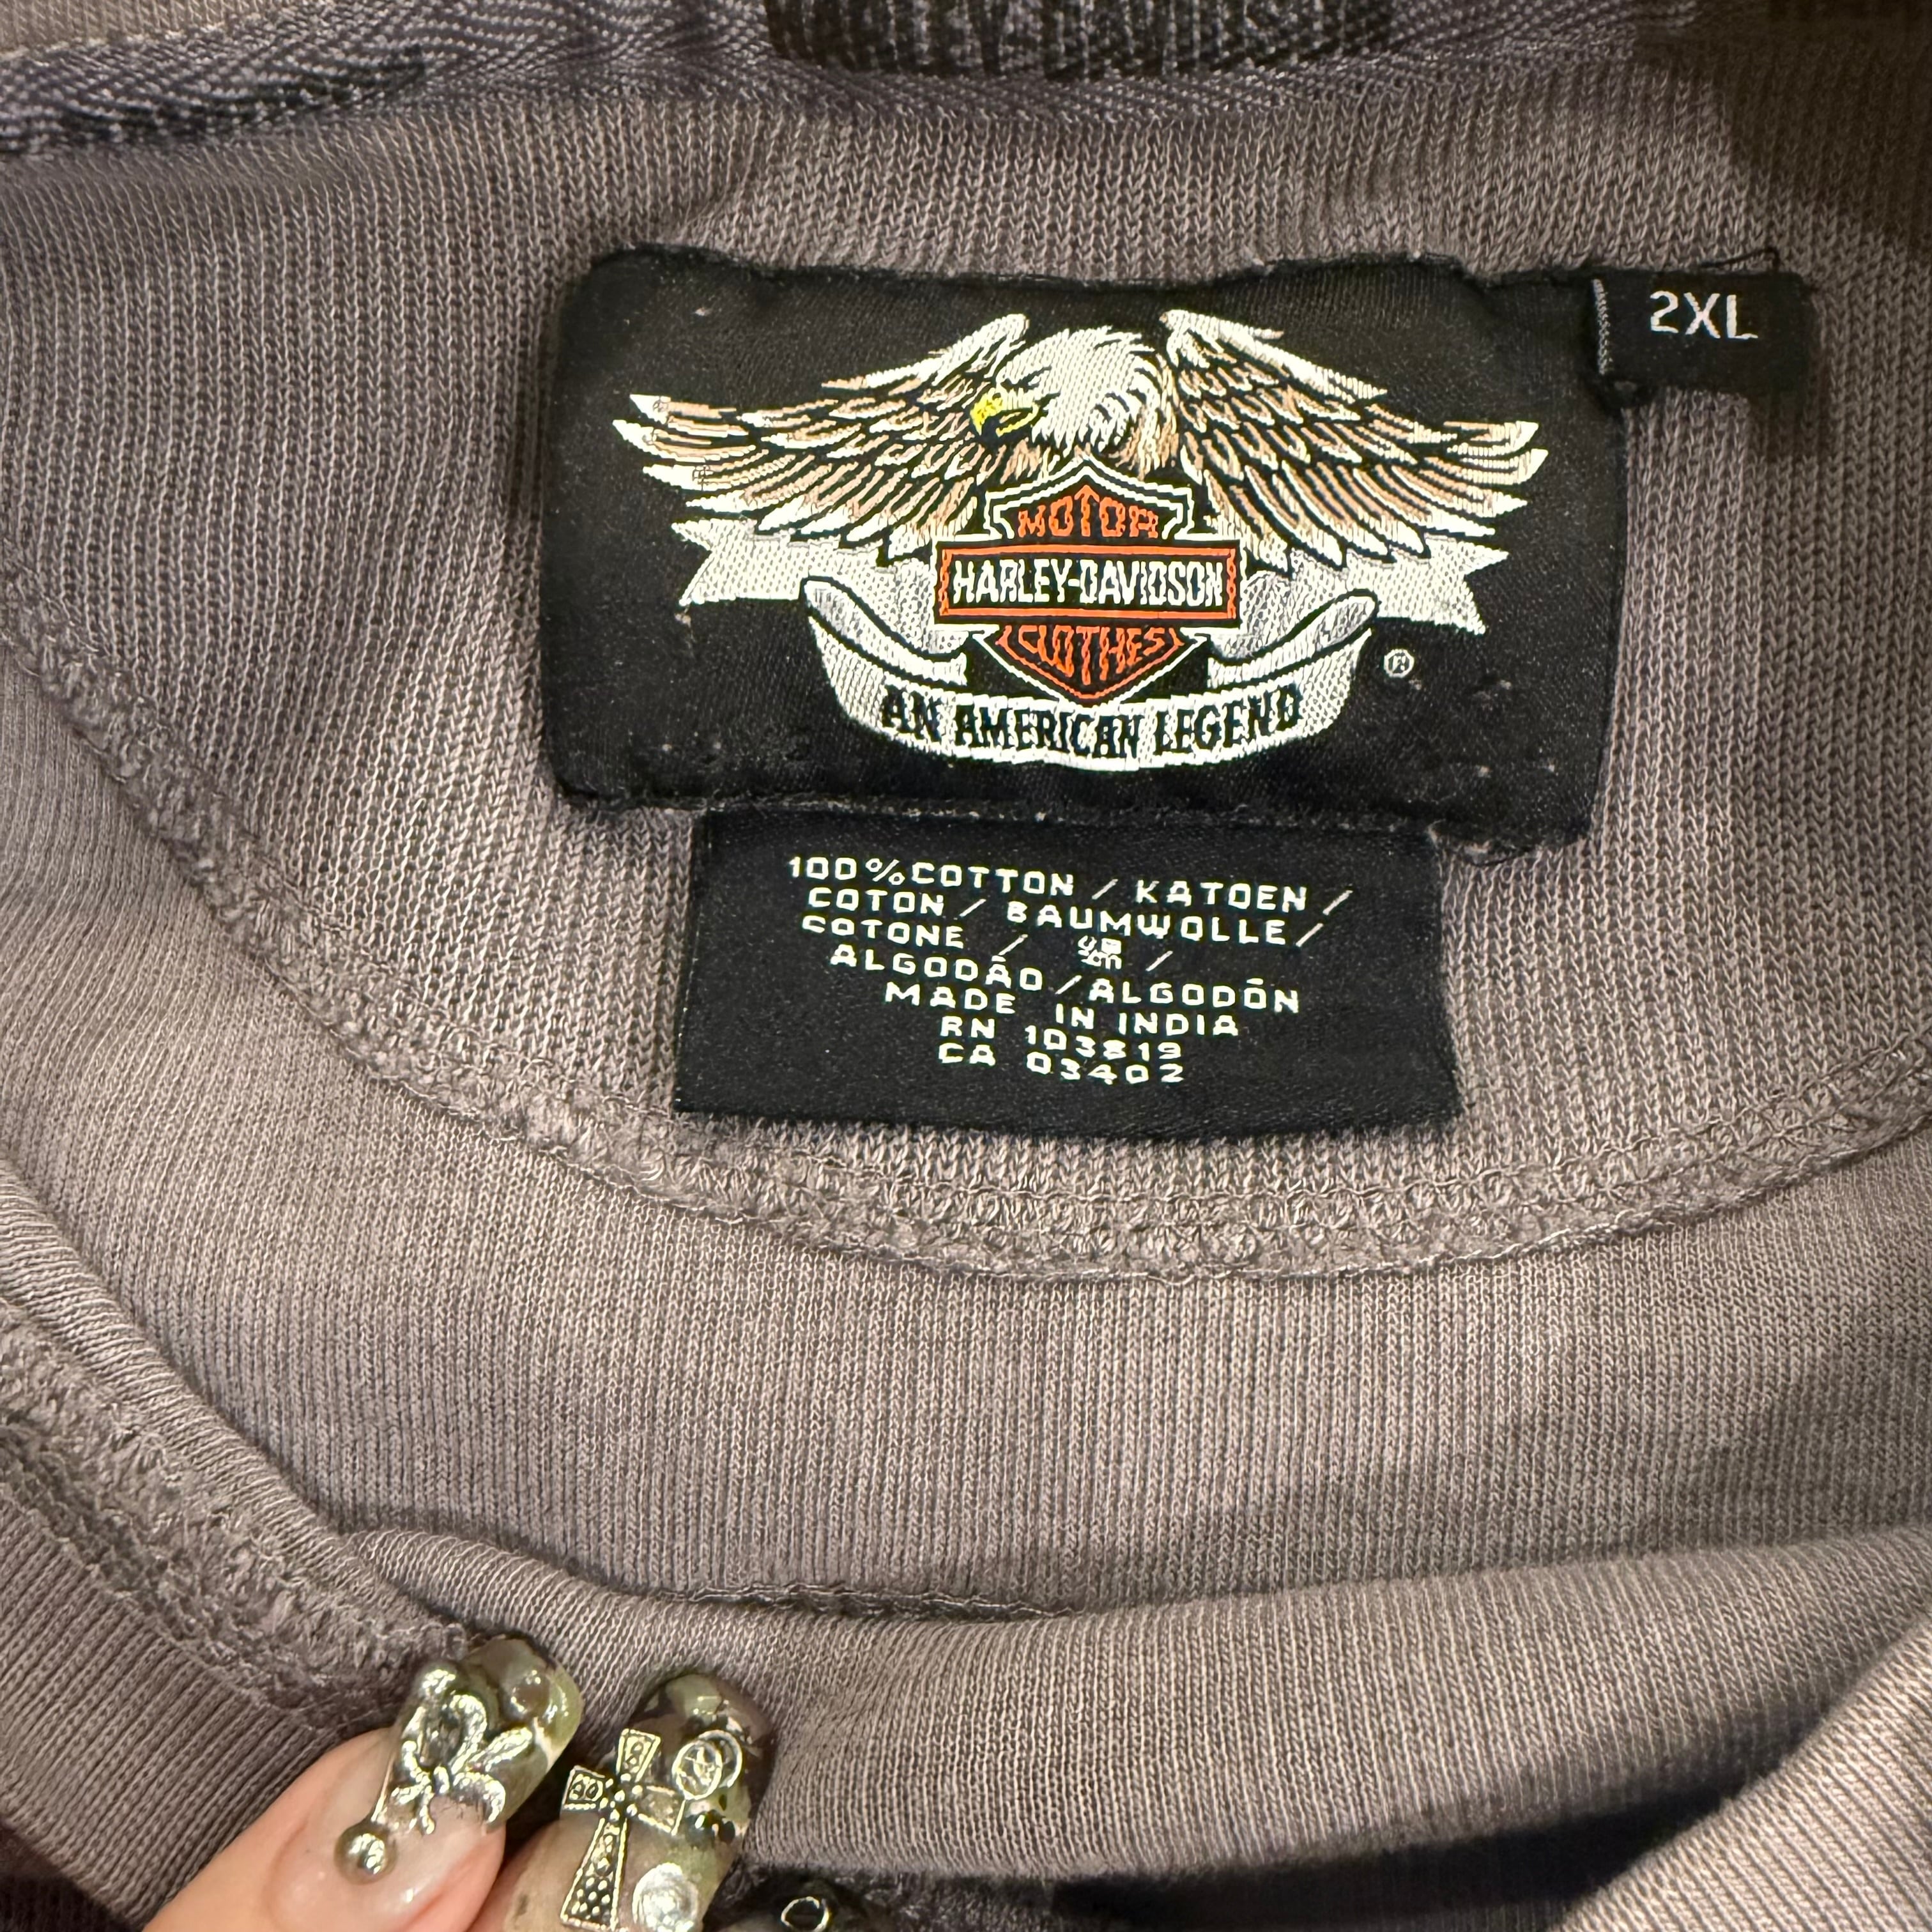 2XL
MOTOR
HARLEY-DAVIDSON
CLOTHES
®
AN AMERICAN LEGEND
100%COTTON / KATOEN /
COTON / BAUMWOLLE /
COTONE / /
ALGODÃO / ALGODÓN
MADE IN INDIA
RN 103819
CA 03402